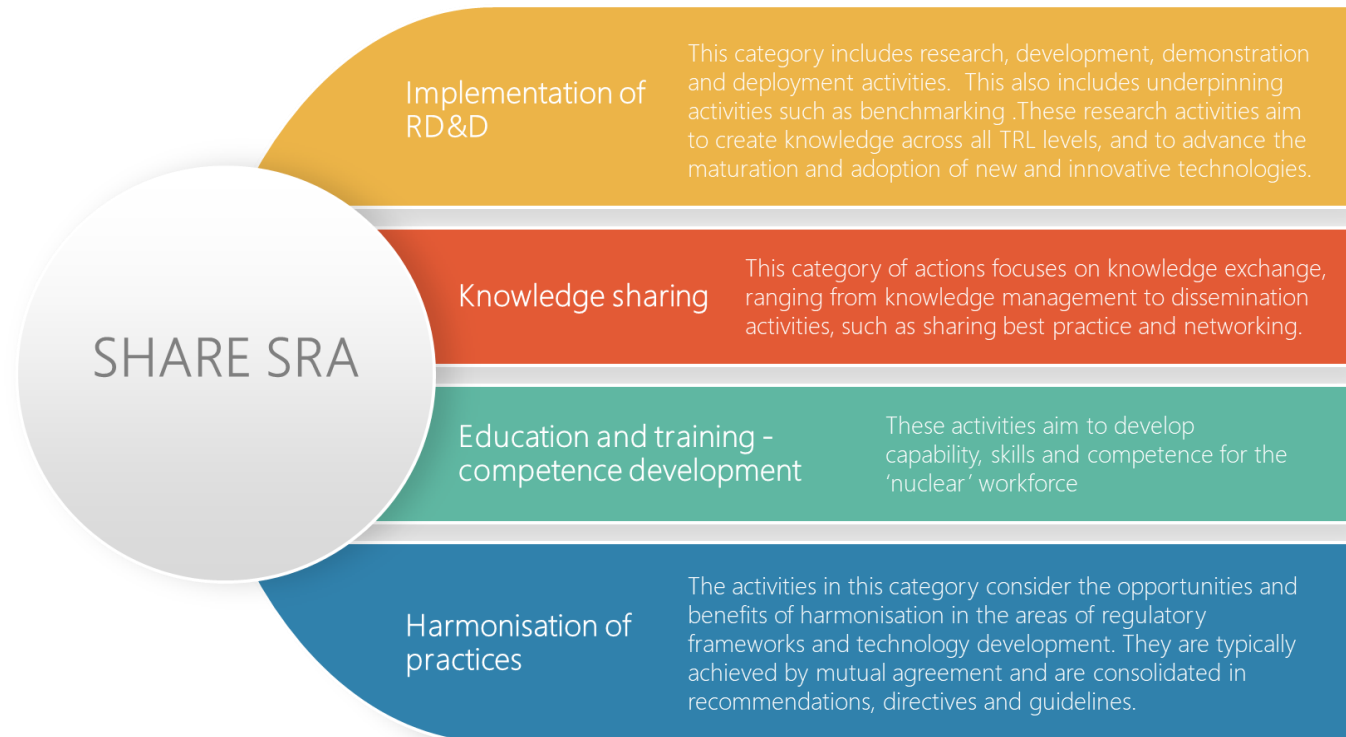 SHARE SRA
Implementation of
RD&D
This category includes research, development, demonstration
and deployment activities.  This also includes underpinning
activities such as benchmarking .These research activities aim
to create knowledge across all TRL levels, and to advance the
maturation and adoption of new and innovative technologies.
Knowledge sharing
This category of actions focuses on knowledge exchange,
ranging from knowledge management to dissemination
activities, such as sharing best practice and networking.
Education and training -
competence development
These activities aim to develop
capability, skills and competence for the
‘nuclear’ workforce
Harmonisation of
practices
The activities in this category consider the opportunities and
benefits of harmonisation in the areas of regulatory
frameworks and technology development. They are typically
achieved by mutual agreement and are consolidated in
recommendations, directives and guidelines.